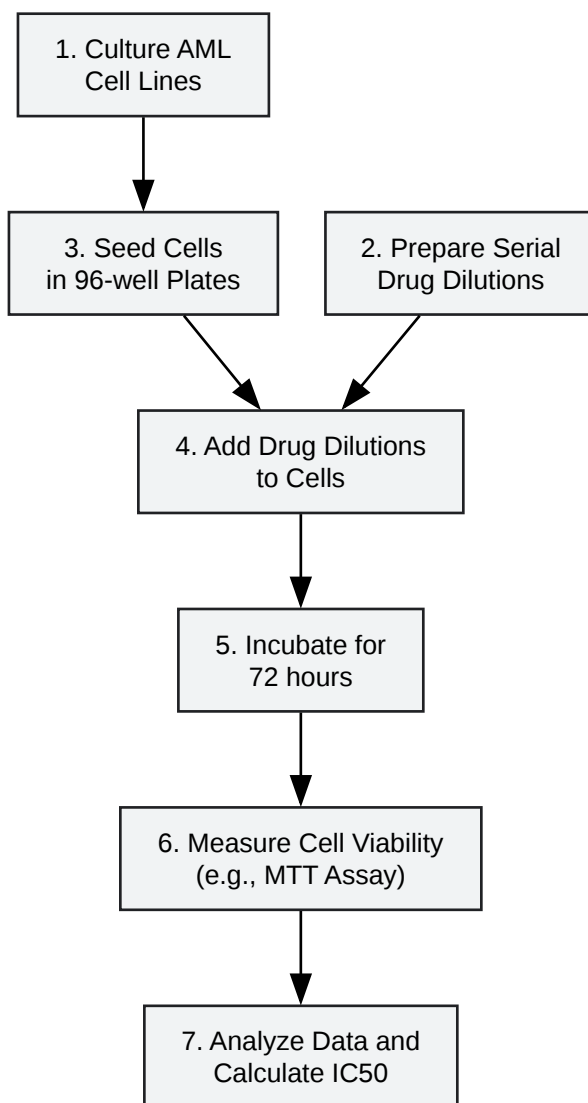 1. Culture AML
Cell Lines
3. Seed Cells
in 96-well Plates
2. Prepare Serial
Drug Dilutions
4. Add Drug Dilutions
to Cells
5. Incubate for
72 hours
6. Measure Cell Viability
(e.g., MTT Assay)
7. Analyze Data and
Calculate IC50